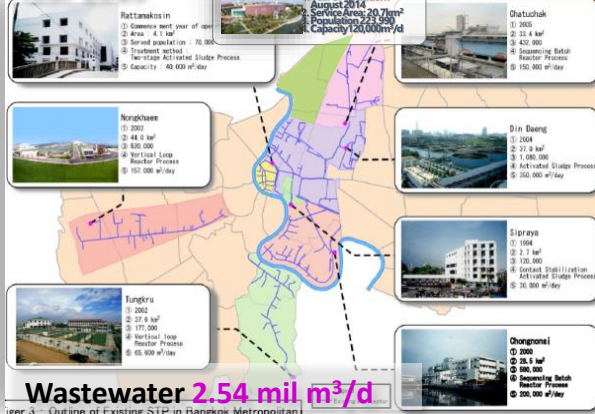 Rattanakosin
① Commence ment year of oper
② Area : 4.1 km²
③ Served population : 70,000
④ Treatment method :
Two-stage Activated Sludge Process
⑤ Capacity : 40,000 m³/day
August 2014
2. Service Area: 20.7km²
3. Population 223,990
4. Capacity120,000m³/d
Chatuchak
① 2005
② 33.4 km²
③ 432,000
④ Sequencing Batch
Reactor Process
⑤ 150,000 m³/day
Nongkhaem
① 2002
② 44.0 km²
③ 520,000
④ Vertical Loop
Reactor Process
⑤ 157,000 m³/day
Din Daeng
① 2004
② 37.0 km²
③ 1,080,000
④ Activated Sludge Process
⑤ 350,000 m³/day
Sipraya
① 1994
② 2.7 km²
③ 120,000
④ Contact Stabilization
Activated Sludge Process
⑤ 30,000 m³/day
Tungkru
① 2002
② 37.0 km²
③ 177,000
④ Vertical loop
Reactor Process
⑤ 65,000 m³/day
Chongnonsi
① 2000
② 28.5 km²
③ 580,000
④ Sequencing Batch
Reactor Process
⑤ 200,000 m³/day
Wastewater 2.54 mil m³/d
iger 3 : Outline of Existing STP in Bangkok Metropolitan